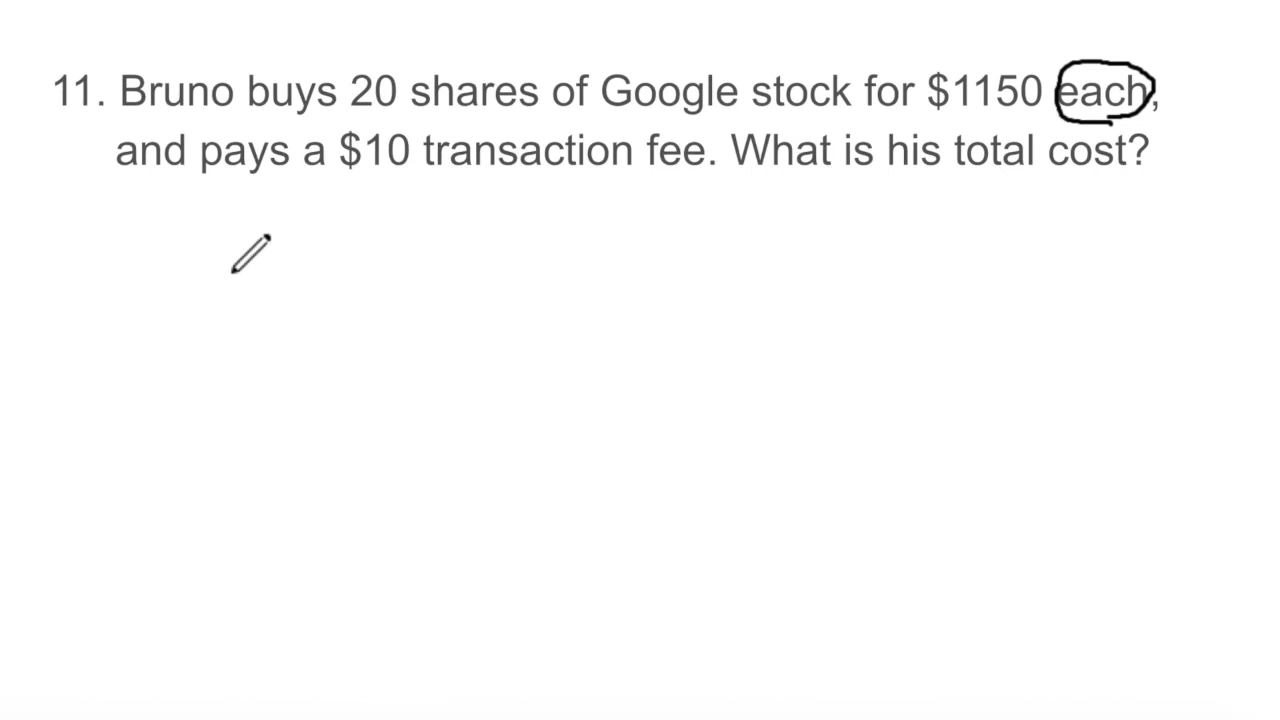 11. Bruno buys 20 shares of Google stock for $1150 each,
and pays a $10 transaction fee. What is his total cost?